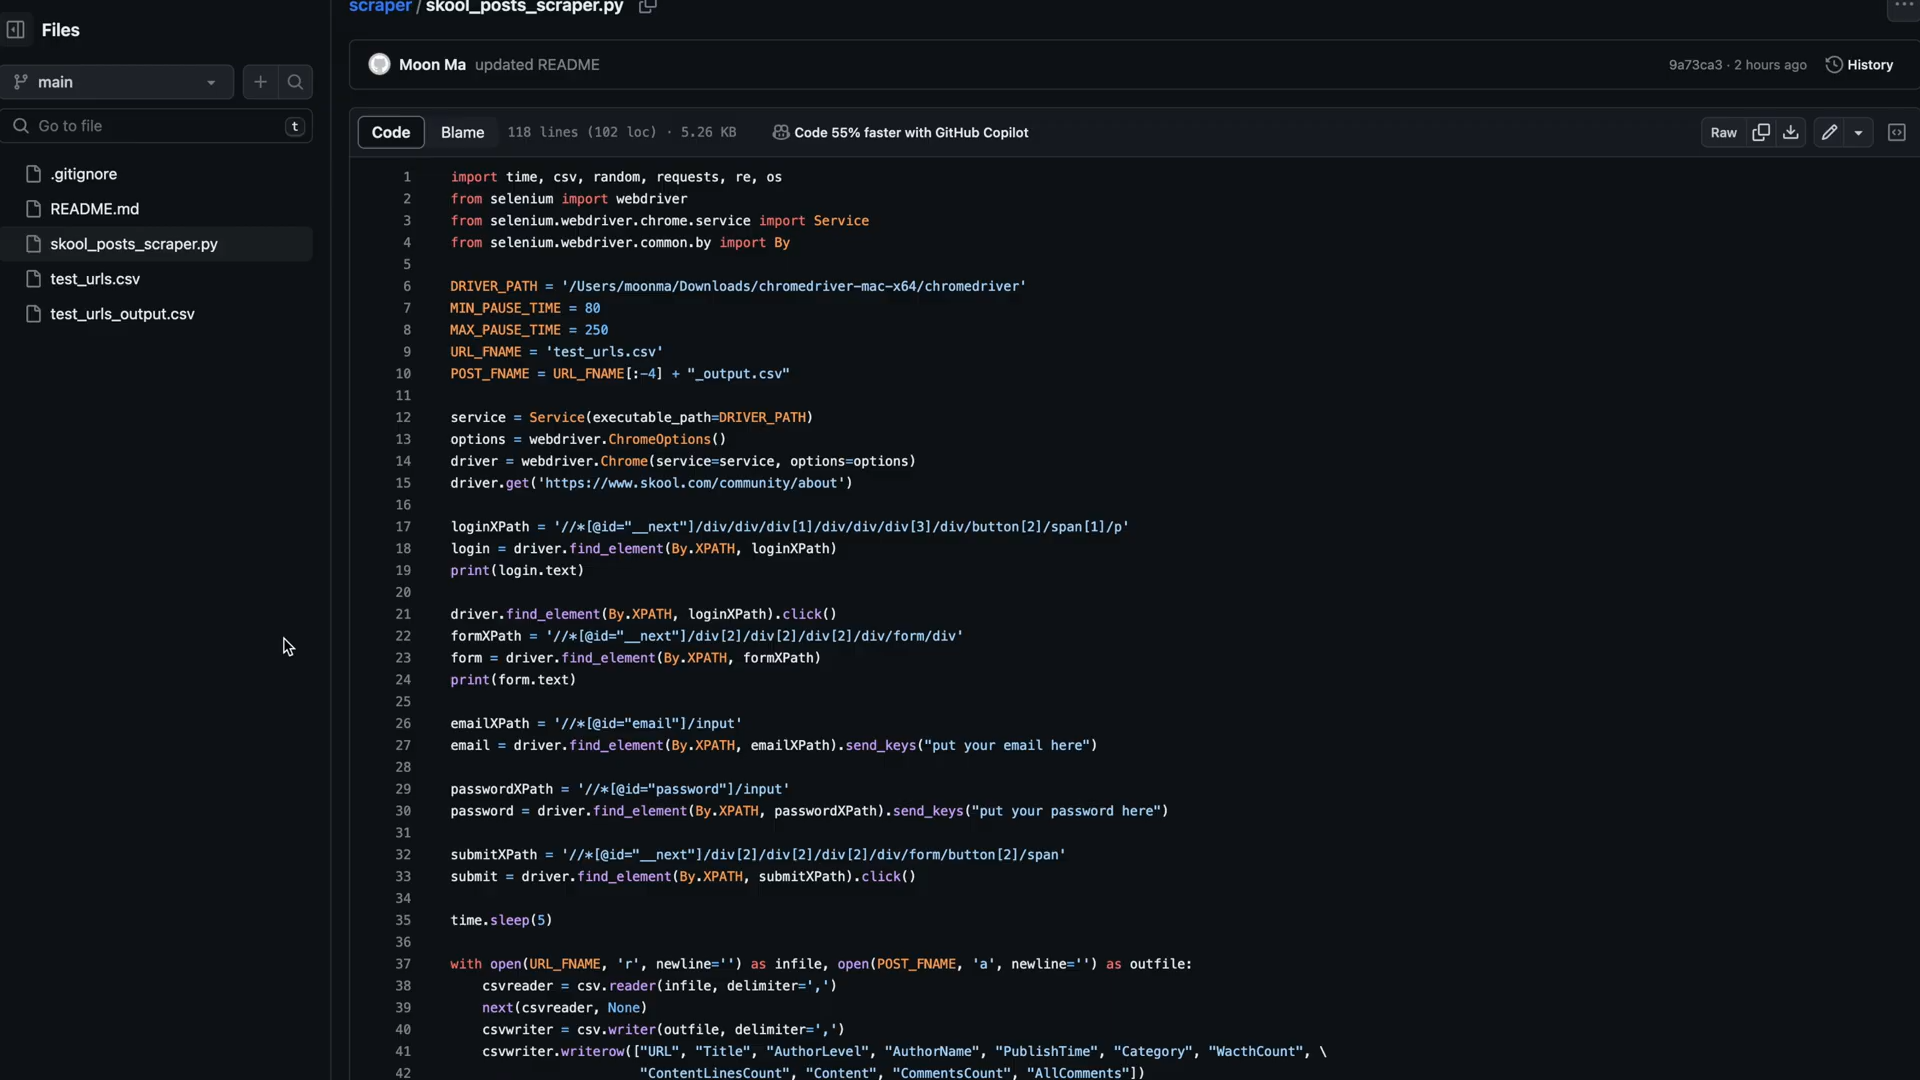 scraper / skool_posts_scraper.py
Files
Moon Ma updated README
9a73ca3 · 2 hours ago
History
main
Go to file
t
Code
Blame
118 lines (102 loc) · 5.26 KB
Code 55% faster with GitHub Copilot
Raw
.gitignore
README.md
skool_posts_scraper.py
test_urls.csv
test_urls_output.csv
1 import time, csv, random, requests, re, os
2 from selenium import webdriver
3 from selenium.webdriver.chrome.service import Service
4 from selenium.webdriver.common.by import By
5
6 DRIVER_PATH = '/Users/moonma/Downloads/chromedriver-mac-x64/chromedriver'
7 MIN_PAUSE_TIME = 80
8 MAX_PAUSE_TIME = 250
9 URL_FNAME = 'test_urls.csv'
10 POST_FNAME = URL_FNAME[:-4] + "_output.csv"
11
12 service = Service(executable_path=DRIVER_PATH)
13 options = webdriver.ChromeOptions()
14 driver = webdriver.Chrome(service=service, options=options)
15 driver.get('https://www.skool.com/community/about')
16
17 loginXPath = '//*[@id="__next"]/div/div/div[1]/div/div/div[3]/div/button[2]/span[1]/p'
18 login = driver.find_element(By.XPATH, loginXPath)
19 print(login.text)
20
21 driver.find_element(By.XPATH, loginXPath).click()
22 formXPath = '//*[@id="__next"]/div[2]/div[2]/div[2]/div/form/div'
23 form = driver.find_element(By.XPATH, formXPath)
24 print(form.text)
25
26 emailXPath = '//*[@id="email"]/input'
27 email = driver.find_element(By.XPATH, emailXPath).send_keys("put your email here")
28
29 passwordXPath = '//*[@id="password"]/input'
30 password = driver.find_element(By.XPATH, passwordXPath).send_keys("put your password here")
31
32 submitXPath = '//*[@id="__next"]/div[2]/div[2]/div[2]/div/form/button[2]/span'
33 submit = driver.find_element(By.XPATH, submitXPath).click()
34
35 time.sleep(5)
36
37 with open(URL_FNAME, 'r', newline='') as infile, open(POST_FNAME, 'a', newline='') as outfile:
38 csvreader = csv.reader(infile, delimiter=',')
39 next(csvreader, None)
40 csvwriter = csv.writer(outfile, delimiter=',')
41 csvwriter.writerow(["URL", "Title", "AuthorLevel", "AuthorName", "PublishTime", "Category", "WacthCount", \
42 "ContentLinesCount", "Content", "CommentsCount", "AllComments"])